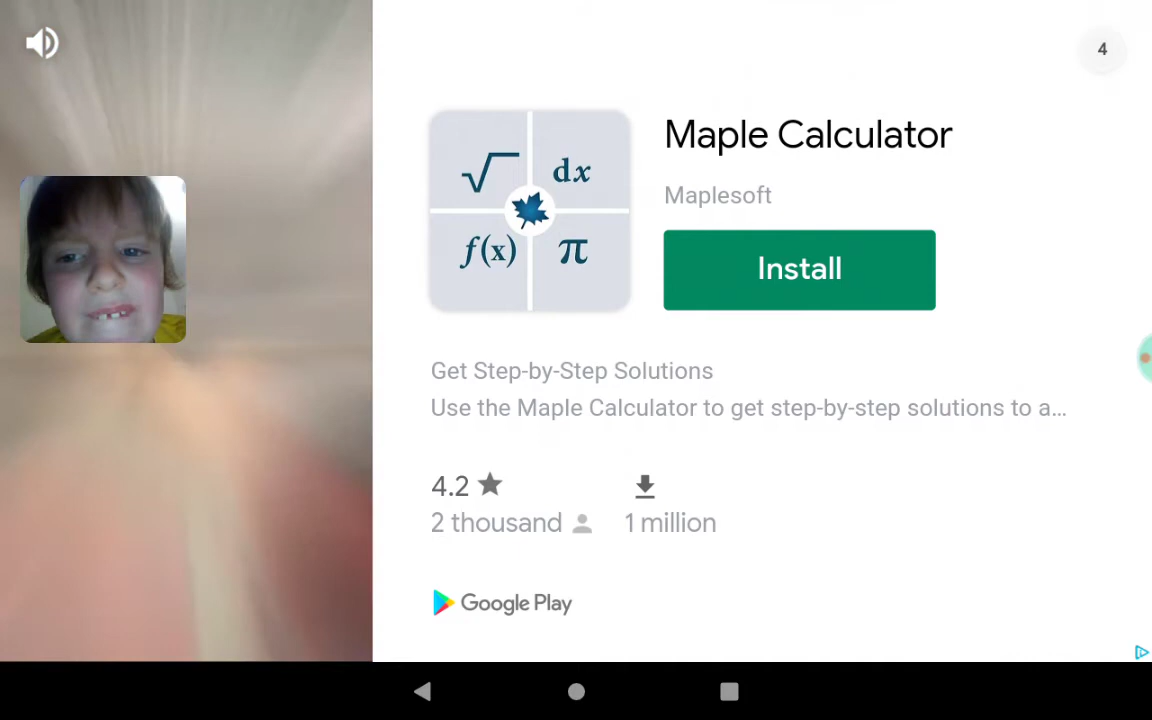 4
√ dx
f(x) π
Maple Calculator
Maplesoft
Install
Get Step-by-Step Solutions
Use the Maple Calculator to get step-by-step solutions to a...
4.2 ★
2 thousand 1 million
Google Play